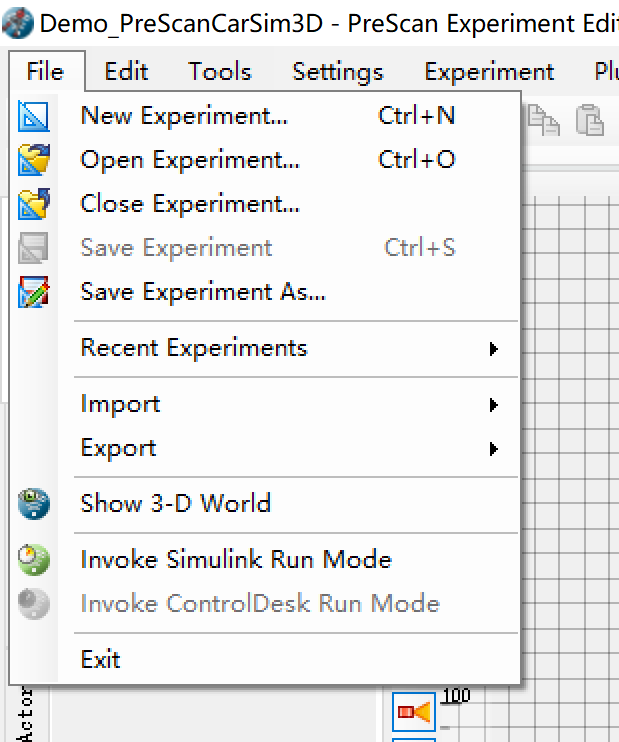 Demo_PreScanCarSim3D - PreScan Experiment Edi
File Edit Tools Settings Experiment Pl
New Experiment... Ctrl+N
Open Experiment... Ctrl+O
Close Experiment...
Save Experiment Ctrl+S
Save Experiment As...
Recent Experiments
Import
Export
Show 3-D World
Invoke Simulink Run Mode
Invoke ControlDesk Run Mode
Exit
Actor
100